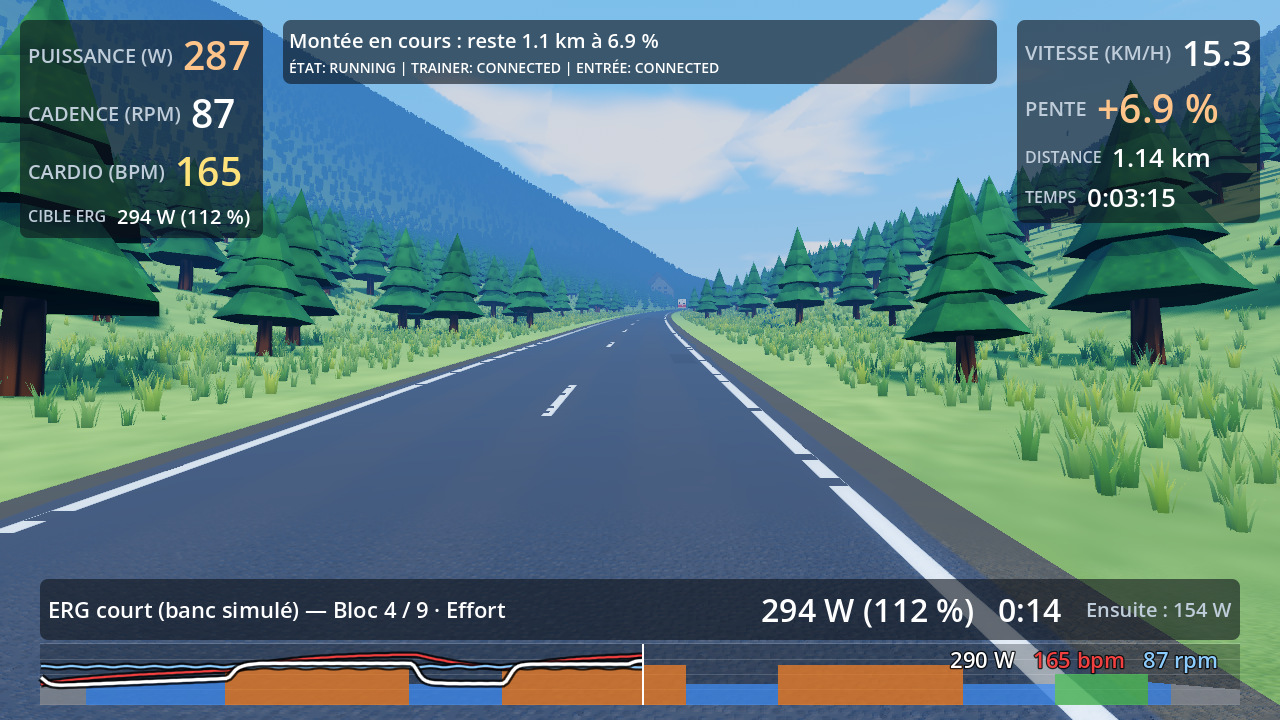 PUISSANCE (W) 287
CADENCE (RPM) 87
CARDIO (BPM) 165
CIBLE ERG 294 W (112 %)
Montée en cours : reste 1.1 km à 6.9 %
ÉTAT: RUNNING | TRAINER: CONNECTED | ENTRÉE: CONNECTED
VITESSE (KM/H) 15.3
PENTE +6.9 %
DISTANCE 1.14 km
TEMPS 0:03:15
ERG court (banc simulé) — Bloc 4 / 9 · Effort 294 W (112 %) 0:14 Ensuite : 154 W
290 W 165 bpm 87 rpm